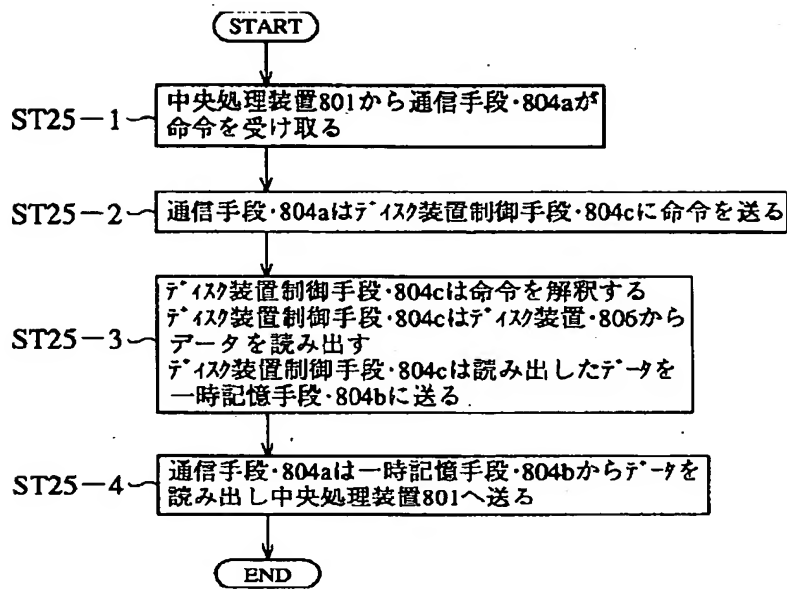 START
ST25-1
中央処理装置801から通信手段・804aが
命令を受け取る
ST25-2
通信手段・804aはディスク装置制御手段・804cに命令を送る
ST25-3
ディスク装置制御手段・804cは命令を解釈する
ディスク装置制御手段・804cはディスク装置・806から
データを読み出す
ディスク装置制御手段・804cは読み出したデータを
一時記憶手段・804bに送る
ST25-4
通信手段・804aは一時記憶手段・804bからデータを
読み出し中央処理装置801へ送る
END